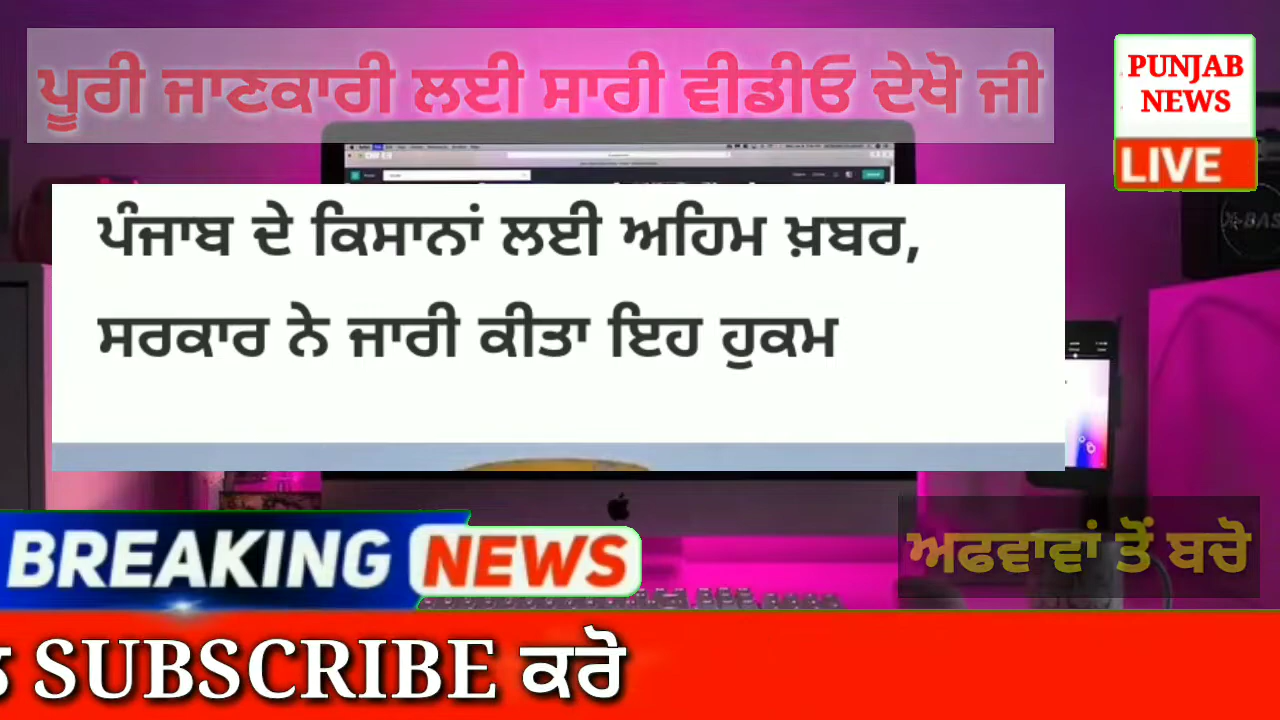 ਪੂਰੀ ਜਾਣਕਾਰੀ ਲਈ ਸਾਰੀ ਵੀਡੀਓ ਦੇਖੋ ਜੀ
PUNJAB
NEWS
LIVE
ਪੰਜਾਬ ਦੇ ਕਿਸਾਨਾਂ ਲਈ ਅਹਿਮ ਖ਼ਬਰ,
ਸਰਕਾਰ ਨੇ ਜਾਰੀ ਕੀਤਾ ਇਹ ਹੁਕਮ
BREAKING NEWS
ਅਫਵਾਵਾਂ ਤੋਂ ਬਚੋ
SUBSCRIBE ਕਰੋ